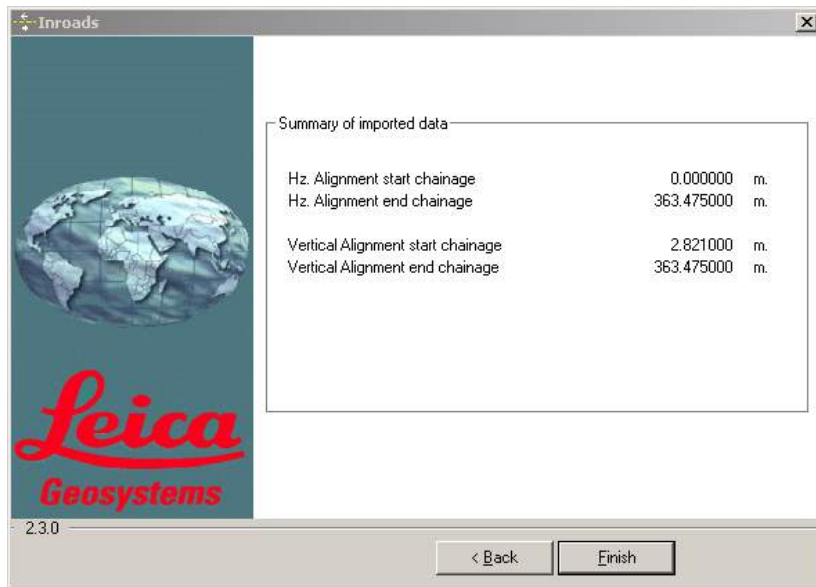 Inroads
Summary of imported data
Hz. Alignment start chainage 0.000000 m.
Hz. Alignment end chainage 363.475000 m.
Vertical Alignment start chainage 2.821000 m.
Vertical Alignment end chainage 363.475000 m.
Leica
Geosystems
2.3.0
< Back Finish